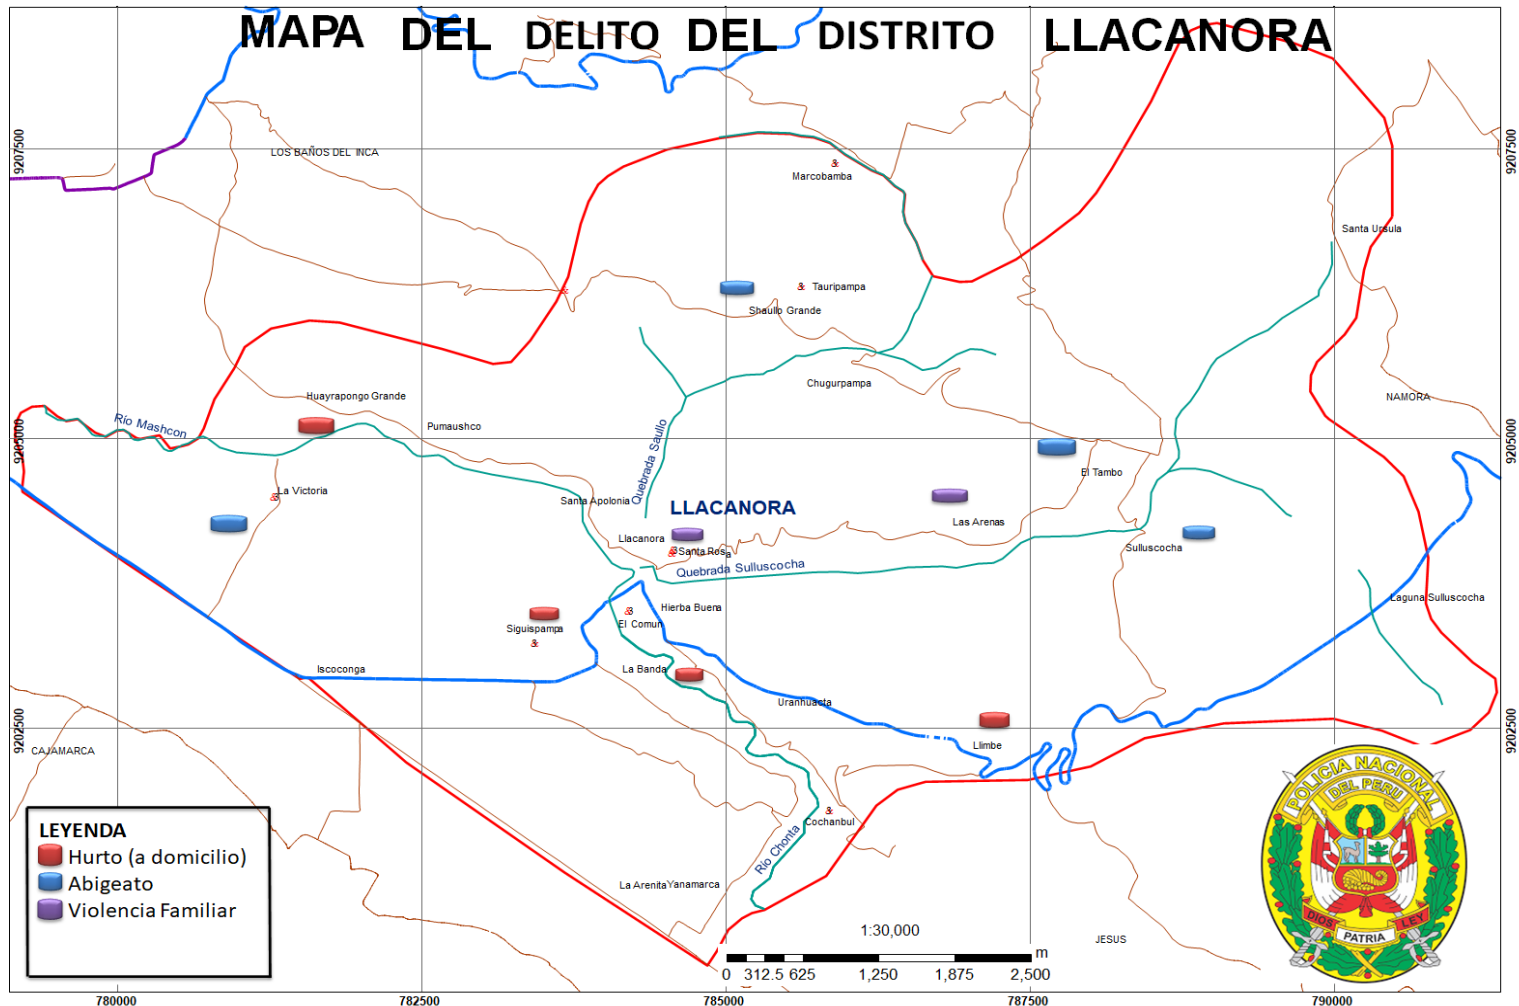 MAPA DEL DELITO DEL DISTRITO LLACANORA
9207500
9207500
LOS BAÑOS DEL INCA
Marcobamba
Santa Ursula
Tauripampa
Shaullo Grande
Chugurpampa
Huayrapongo Grande
NAMORA
Río Mashcon
Pumaushco
9205000
9205000
Quebrada Saullo
El Tambo
La Victoria
Santa Apolonia
LLACANORA
Las Arenas
Llacanora
Santa Rosa
Sulluscocha
Quebrada Sulluscocha
Laguna Sulluscocha
Hierba Buena
El Comun
Siguispampa
Iscoconga
La Banda
Uranhuacta
9202500
9202500
Llimbe
CAJAMARCA
Cochanbul
Río Chonta
La Arenita
Yanamarca
JESUS
LEYENDA
Hurto (a domicilio)
Abigeato
Violencia Familiar
1:30,000
m
0 312.5 625 1,250 1,875 2,500
POLICIA NACIONAL
DEL PERU
DIOS
PATRIA
LEY
780000 782500 785000 787500 790000